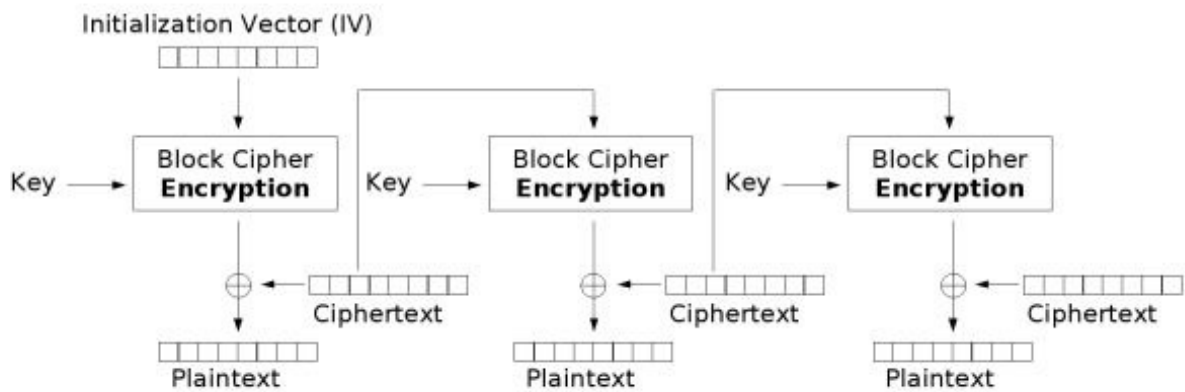 Initialization Vector (IV)
Block Cipher
Encryption
Key
Block Cipher
Encryption
Key
Block Cipher
Encryption
Key
Ciphertext
Ciphertext
Ciphertext
Plaintext
Plaintext
Plaintext